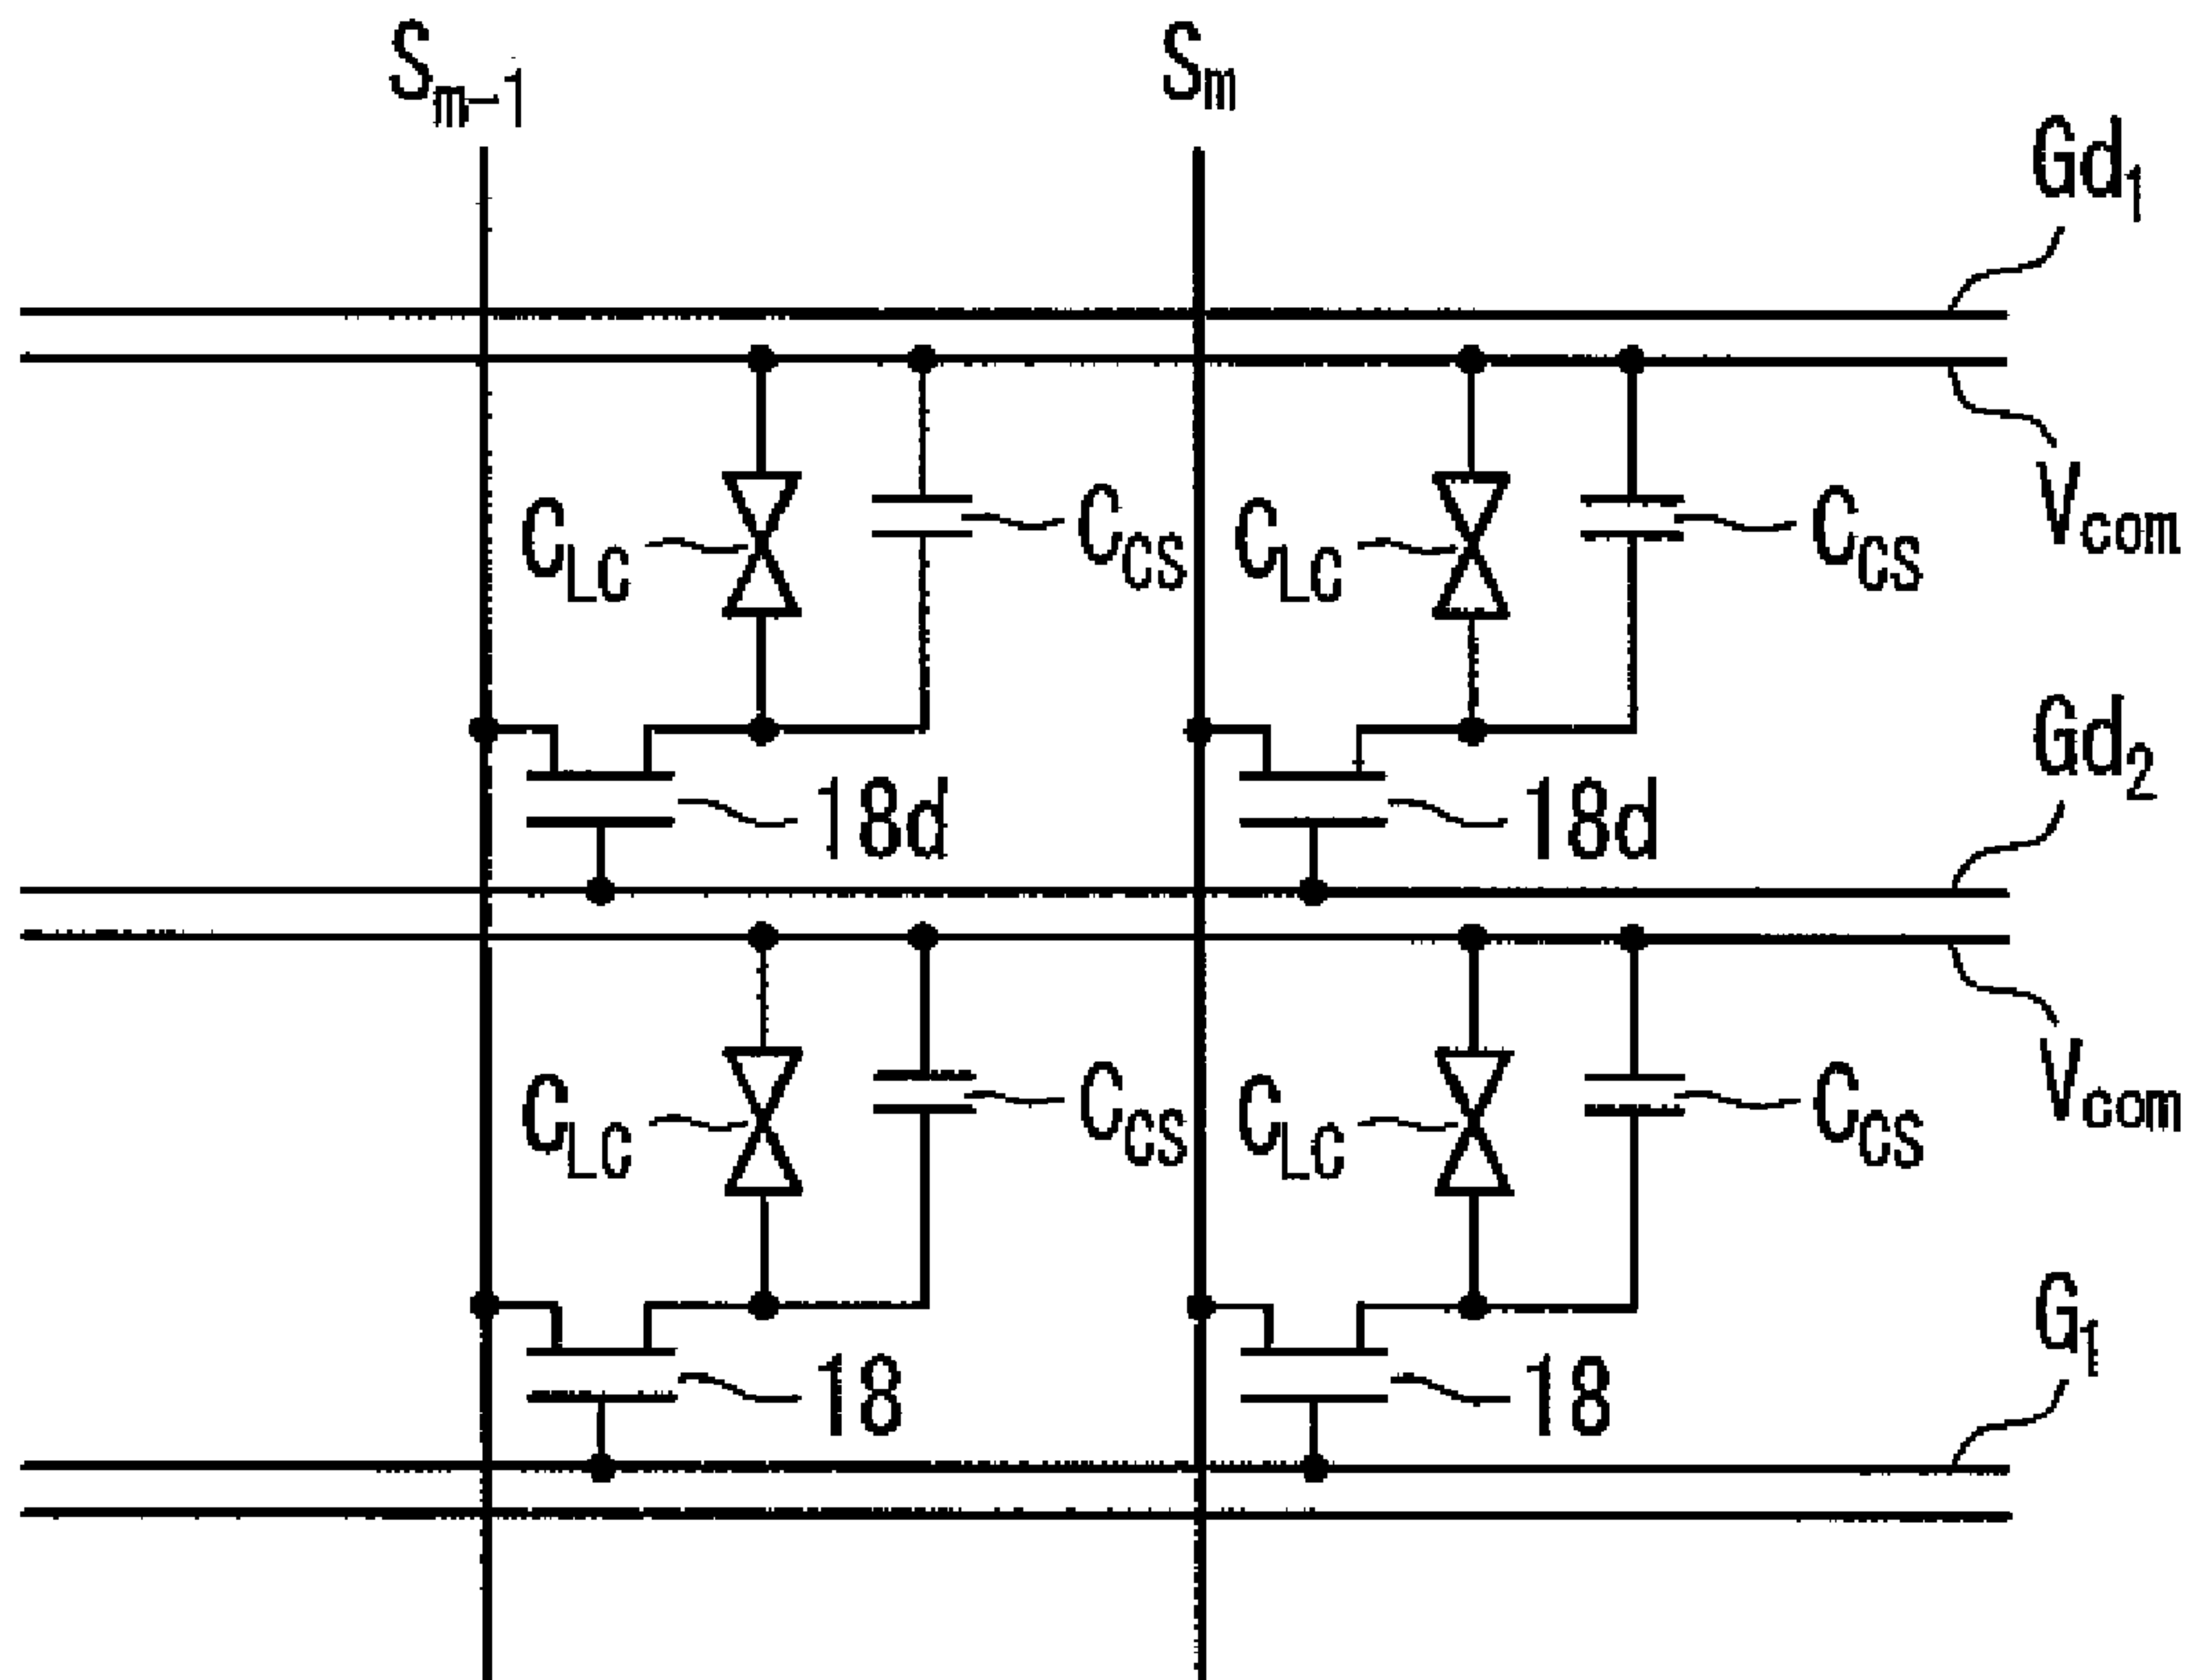 Sm-1 Sm
Gd1
CLC CCS CLC CCS Vcom
Gd2
18d 18d
CLC CCS CLC CCS Vcom
G1
18 18